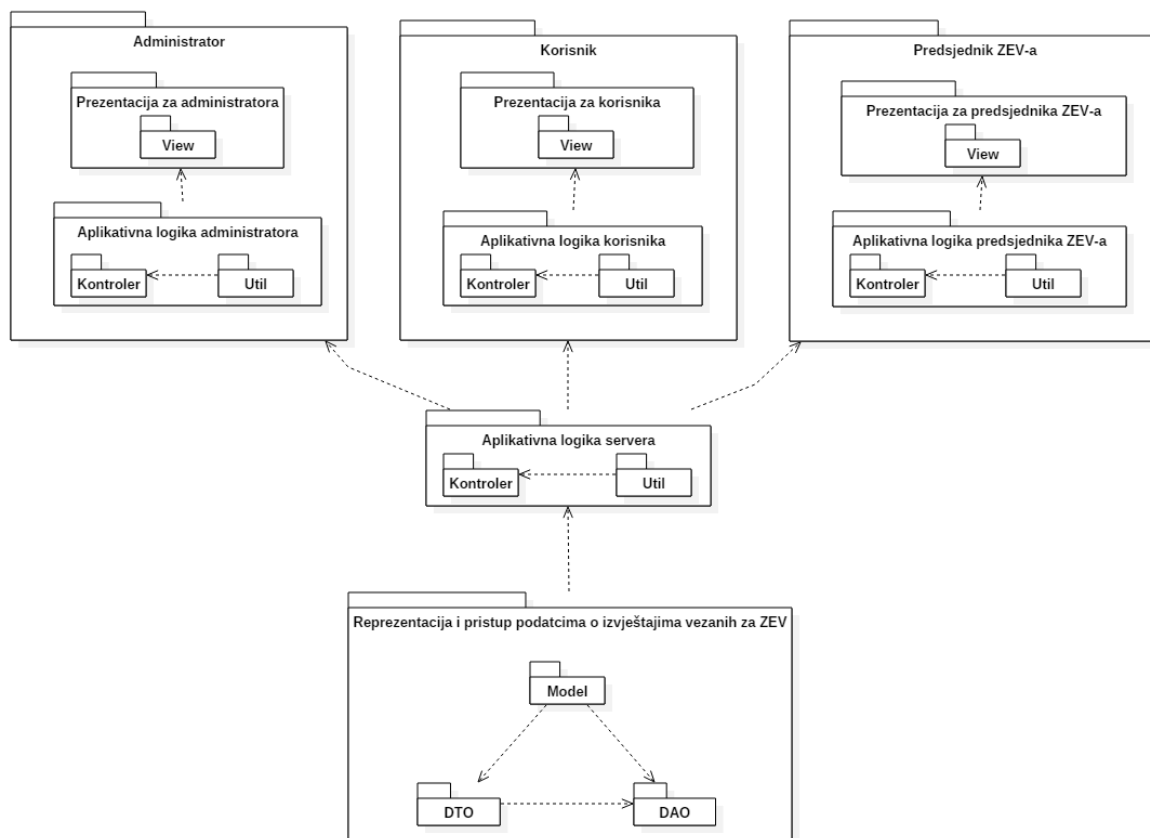 Administrator
Prezentacija za administratora
View
Aplikativna logika administratora
Kontroler
Util
Korisnik
Prezentacija za korisnika
View
Aplikativna logika korisnika
Kontroler
Util
Predsjednik ZEV-a
Prezentacija za predsjednika ZEV-a
View
Aplikativna logika predsjednika ZEV-a
Kontroler
Util
Aplikativna logika servera
Kontroler
Util
Reprezentacija i pristup podatcima o izvještajima vezanih za ZEV
Model
DTO
DAO